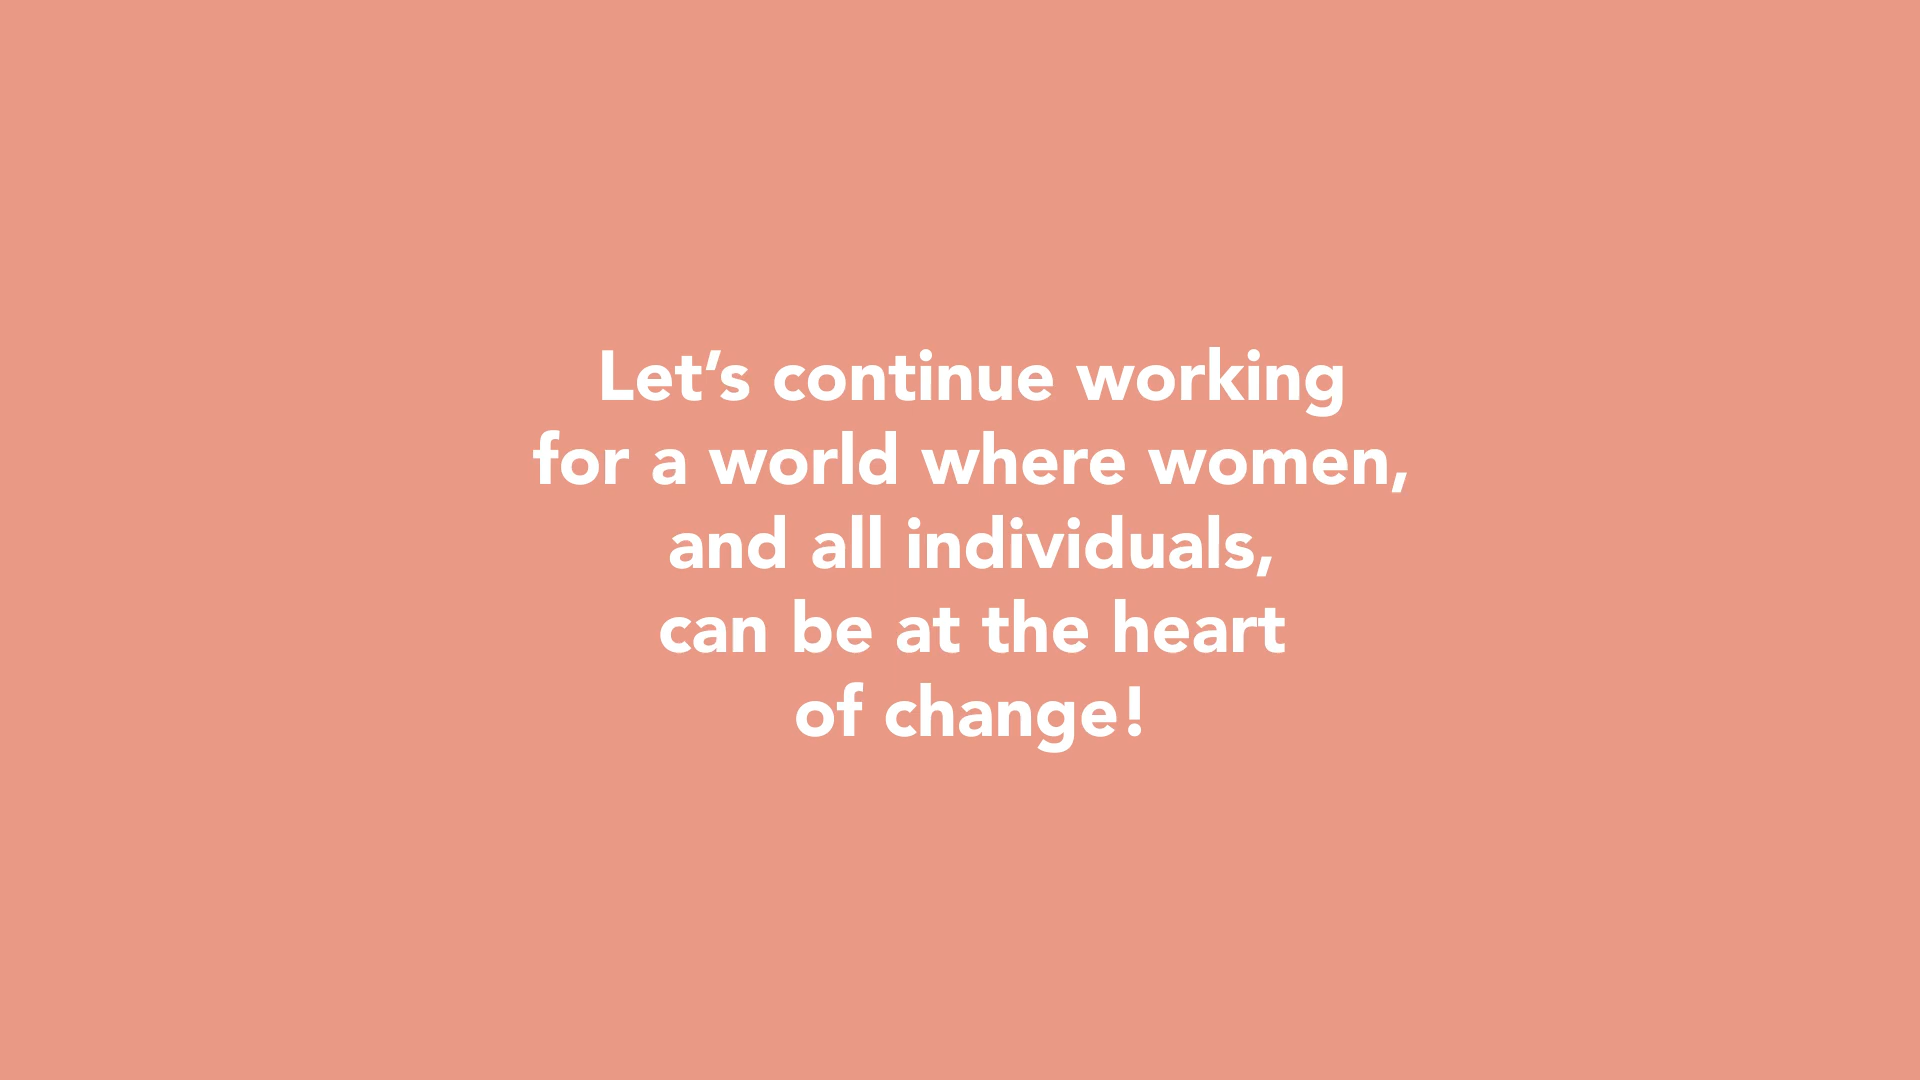 Let’s continue working
for a world where women,
and all individuals,
can be at the heart
of change!